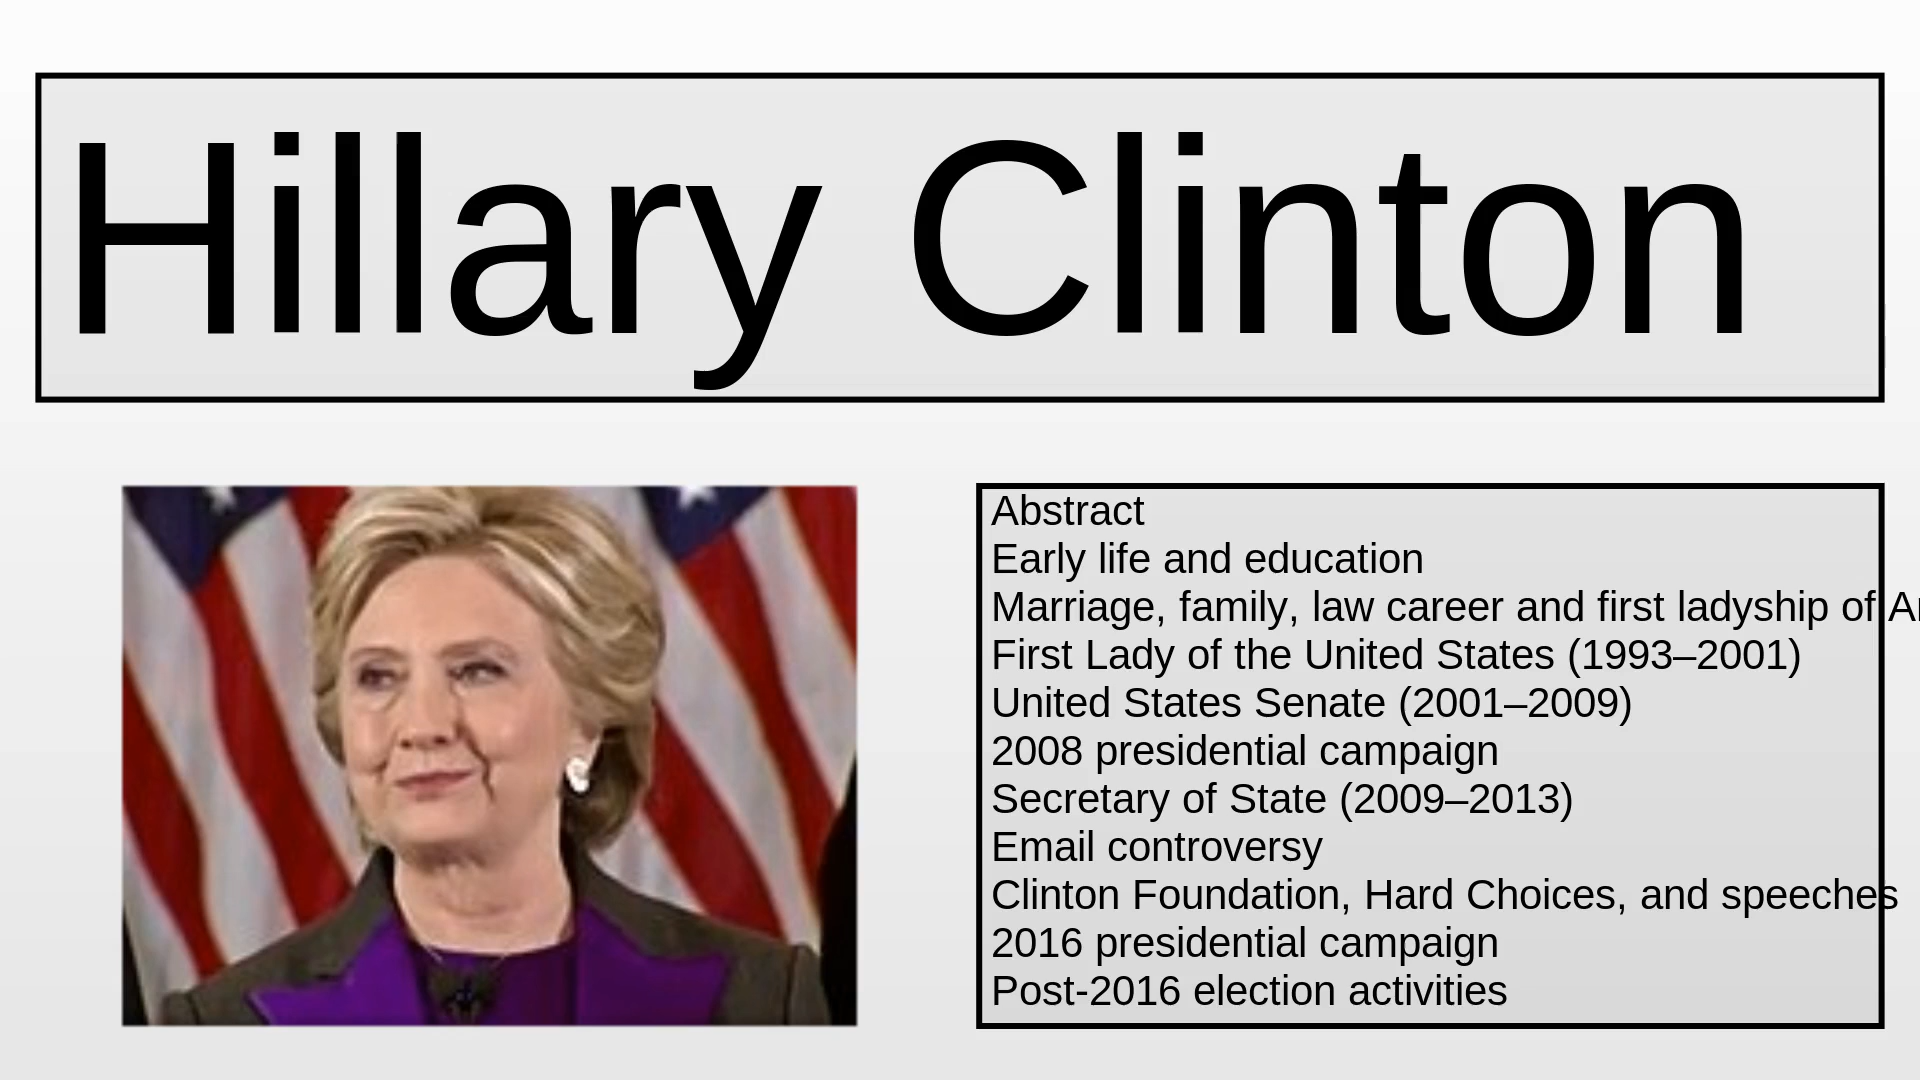 Hillary Clinton
Abstract
Early life and education
Marriage, family, law career and first ladyship of
First Lady of the United States (1993–2001)
United States Senate (2001–2009)
2008 presidential campaign
Secretary of State (2009–2013)
Email controversy
Clinton Foundation, Hard Choices, and speeches
2016 presidential campaign
Post-2016 election activities